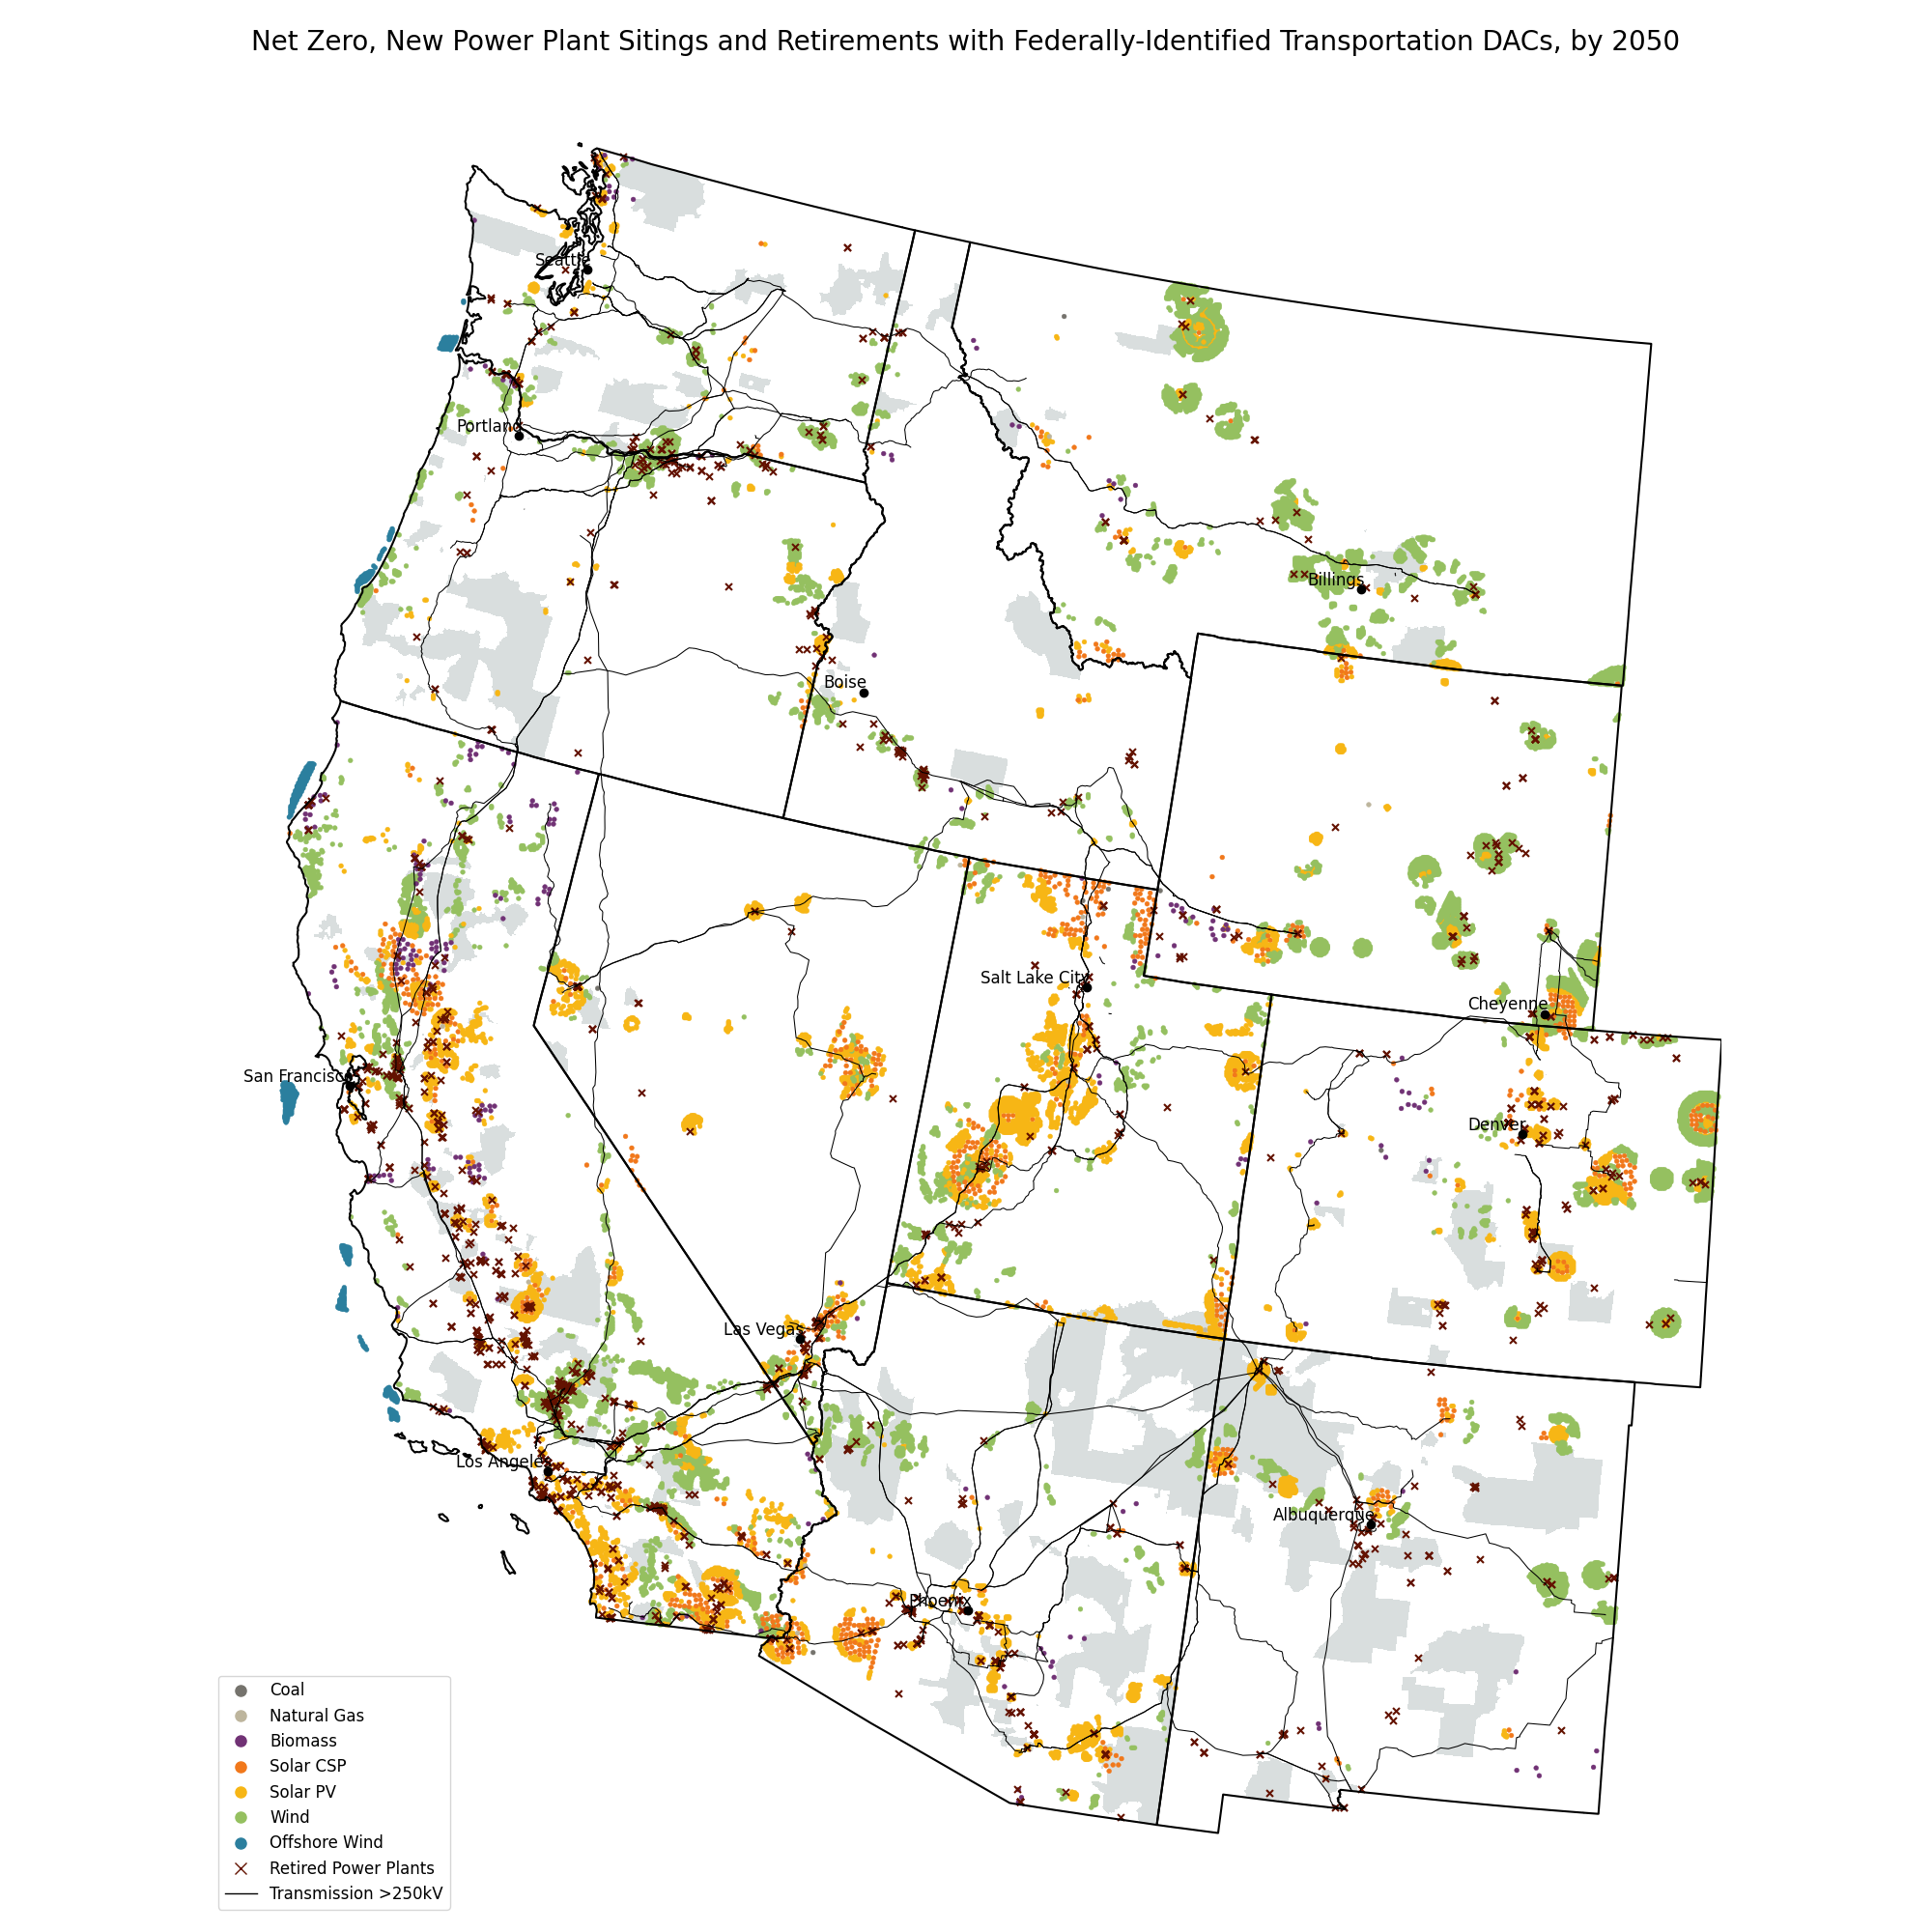 Net Zero, New Power Plant Sitings and Retirements with Federally-Identified Transportation DACs, by 2050
Seattle
Portland
Billings
Boise
Salt Lake City
Cheyenne
San Francisco
Denver
Las Vegas
Los Angeles
Albuquerque
Phoenix
Coal
Natural Gas
Biomass
Solar CSP
Solar PV
Wind
Offshore Wind
Retired Power Plants
Transmission >250kV